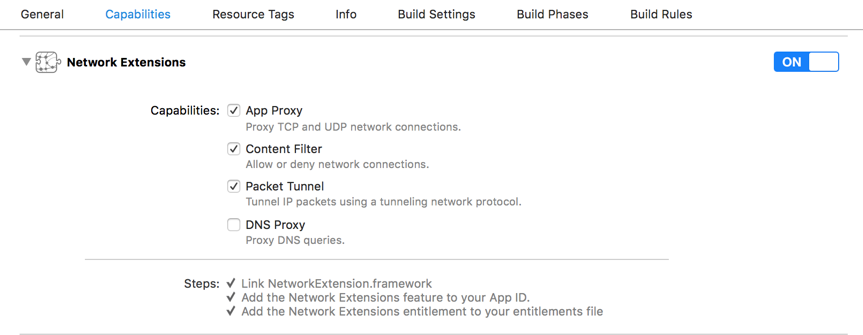 General Capabilities Resource Tags Info Build Settings Build Phases Build Rules
Network Extensions ON
Capabilities: App Proxy
Proxy TCP and UDP network connections.
Content Filter
Allow or deny network connections.
Packet Tunnel
Tunnel IP packets using a tunneling network protocol.
DNS Proxy
Proxy DNS queries.
Steps: ✓ Link NetworkExtension.framework
✓ Add the Network Extensions feature to your App ID.
✓ Add the Network Extensions entitlement to your entitlements file